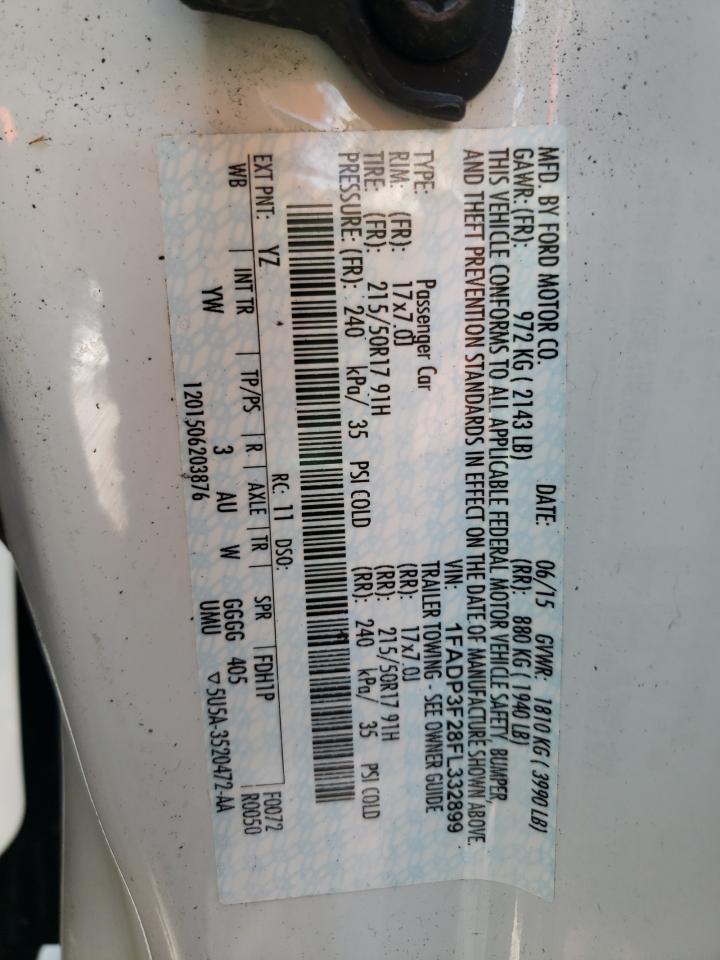 MFD. BY FORD MOTOR CO. DATE: 06/15 GVWR: 1810 KG ( 3990 LB)
GAWR: (FR): 972 KG ( 2143 LB) (RR): 880 KG ( 1940 LB)
THIS VEHICLE CONFORMS TO ALL APPLICABLE FEDERAL MOTOR VEHICLE SAFETY, BUMPER,
AND THEFT PREVENTION STANDARDS IN EFFECT ON THE DATE OF MANUFACTURE SHOWN ABOVE.
VIN: 1FADP3F28FL332899
TYPE: Passenger Car TRAILER TOWING - SEE OWNER GUIDE
RIM: (FR): 17x7.0J (RR): 17x7.0J
TIRE: (FR): 215/50R17 91H (RR): 215/50R17 91H
PRESSURE: (FR): 240 kPa/ 35 PSI COLD (RR): 240 kPa/ 35 PSI COLD
EXT PNT: YZ RC: 11 DSO: F0072
WB INT TR TP/PS R AXLE TR SPR FDH1P R0050
YW 3 AU W GGGG 405
UMU
1201506203876 ▽5U5A-3520472-AA